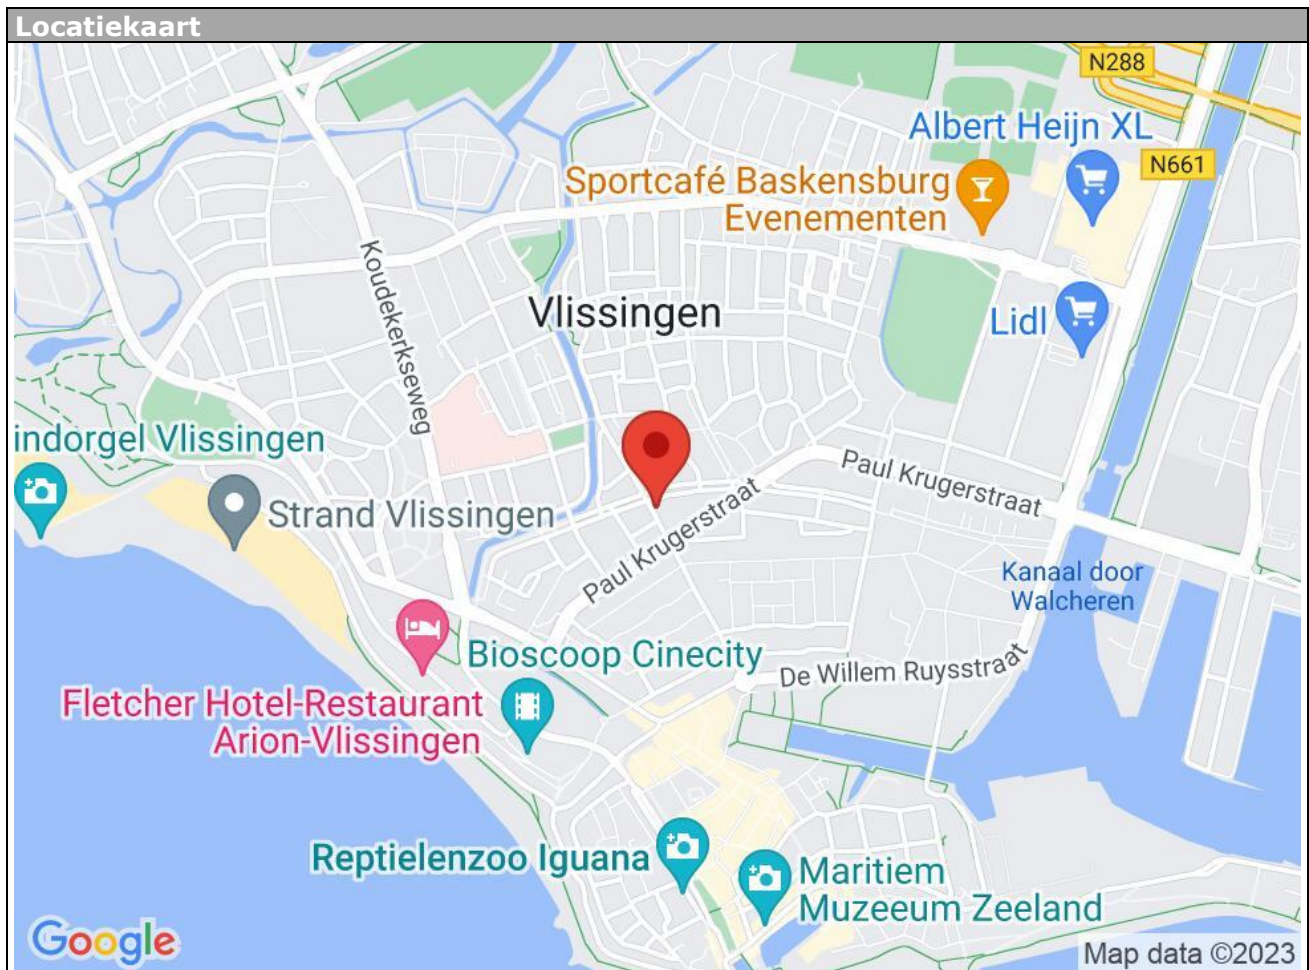 Locatiekaart
N288
Albert Heijn XL
N661
Sportcafé Baskensburg
Evenementen
Koudekerkseweg
Vlissingen
Lidl
indorgel Vlissingen
Paul Krugerstraat
Strand Vlissingen
Paul Krugerstraat
Kanaal door
Walcheren
Bioscoop Cinecity
De Willem Ruysstraat
Fletcher Hotel-Restaurant
Arion-Vlissingen
Reptielenzoo Iguana
Maritiem
Muzeeum Zeeland
Google
Map data ©2023